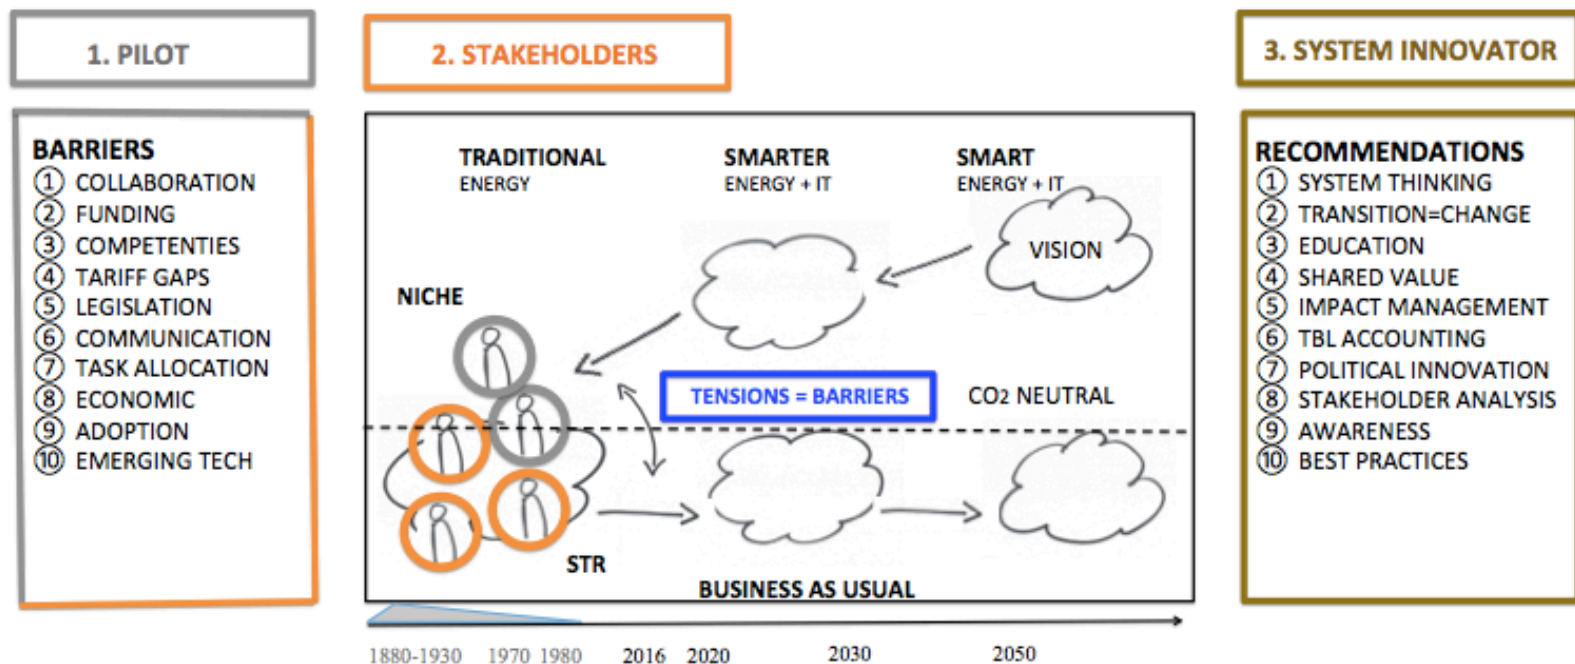 1. PILOT
2. STAKEHOLDERS
3. SYSTEM INNOVATOR
BARRIERS
1 COLLABORATION
2 FUNDING
3 COMPETENTIES
4 TARIFF GAPS
5 LEGISLATION
6 COMMUNICATION
7 TASK ALLOCATION
8 ECONOMIC
9 ADOPTION
10 EMERGING TECH
TRADITIONAL
ENERGY
SMARTER
ENERGY + IT
SMART
ENERGY + IT
VISION
NICHE
TENSIONS = BARRIERS
CO2 NEUTRAL
STR
BUSINESS AS USUAL
1880-1930 1970 1980 2016 2020 2030 2050
RECOMMENDATIONS
1 SYSTEM THINKING
2 TRANSITION=CHANGE
3 EDUCATION
4 SHARED VALUE
5 IMPACT MANAGEMENT
6 TBL ACCOUNTING
7 POLITICAL INNOVATION
8 STAKEHOLDER ANALYSIS
9 AWARENESS
10 BEST PRACTICES